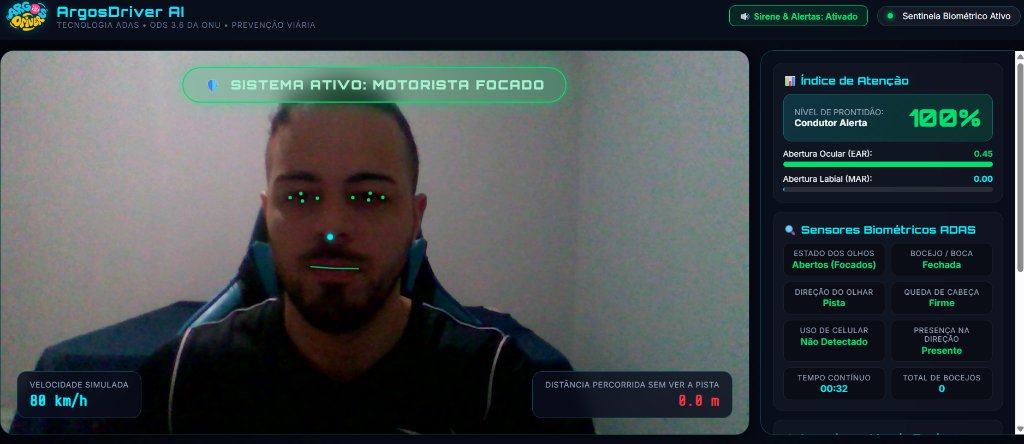 ARGOS
DRIVER
ArgosDriver AI
TECNOLOGIA ADAS • ODS 3.6 DA ONU • PREVENÇÃO VIÁRIA
Sirene & Alertas: Ativado
Sentinela Biométrico Ativo
SISTEMA ATIVO: MOTORISTA FOCADO
VELOCIDADE SIMULADA
80 km/h
DISTÂNCIA PERCORRIDA SEM VER A PISTA
0.0 m
Índice de Atenção
NÍVEL DE PRONTIDÃO:
Condutor Alerta
100%
Abertura Ocular (EAR):
0.45
Abertura Labial (MAR):
0.00
Sensores Biométricos ADAS
ESTADO DOS OLHOS
Abertos (Focados)
BOCEJO / BOCA
Fechada
DIREÇÃO DO OLHAR
Pista
QUEDA DE CABEÇA
Firme
USO DE CELULAR
Não Detectado
PRESENÇA NA
DIREÇÃO
Presente
TEMPO CONTÍNUO
00:32
TOTAL DE BOCEJOS
0